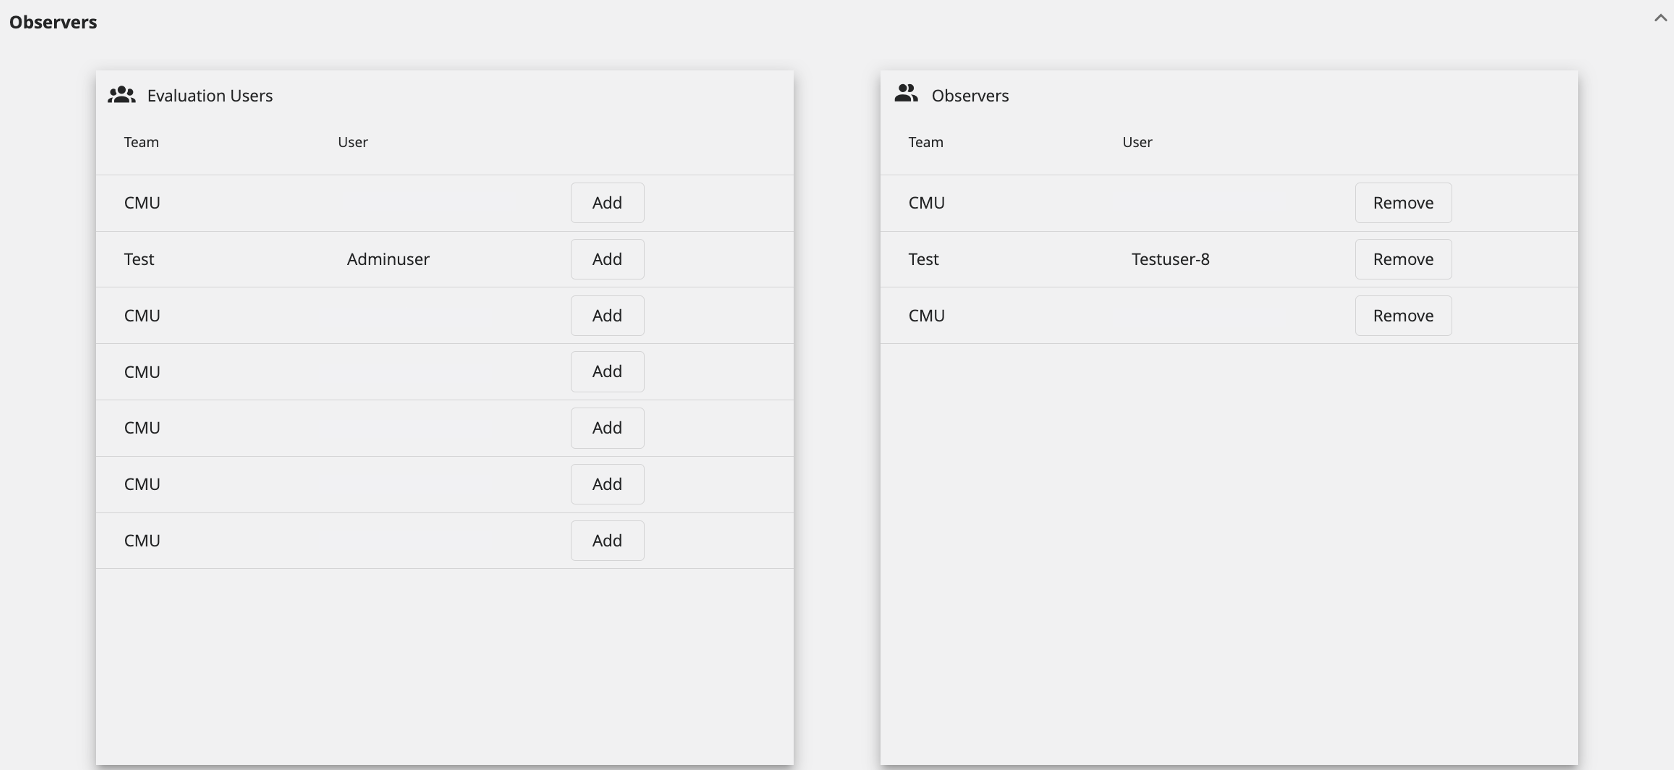 Observers
Evaluation Users
Team User
CMU Add
Test Adminuser Add
CMU Add
CMU Add
CMU Add
CMU Add
CMU Add
Observers
Team User
CMU Remove
Test Testuser-8 Remove
CMU Remove